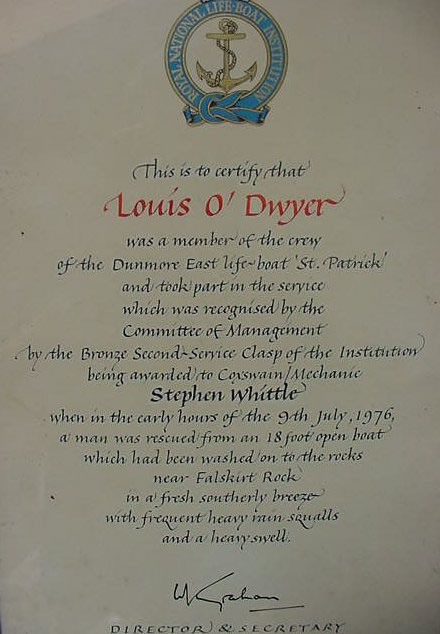 ROYAL NATIONAL LIFE-BOAT INSTITUTION
This is to certify that
Louis O' Dwyer
was a member of the crew
of the Dunmore East life-boat 'St. Patrick'
and took part in the service
which was recognised by the
Committee of Management
by the Bronze Second-Service Clasp of the Institution
being awarded to Coxswain/Mechanic
Stephen Whittle
when in the early hours of the 9th July, 1976,
a man was rescued from an 18 foot open boat
which had been washed on to the rocks
near Falskirt Rock
in a fresh southerly breeze
with frequent heavy rain squalls
and a heavy swell.
DIRECTOR & SECRETARY